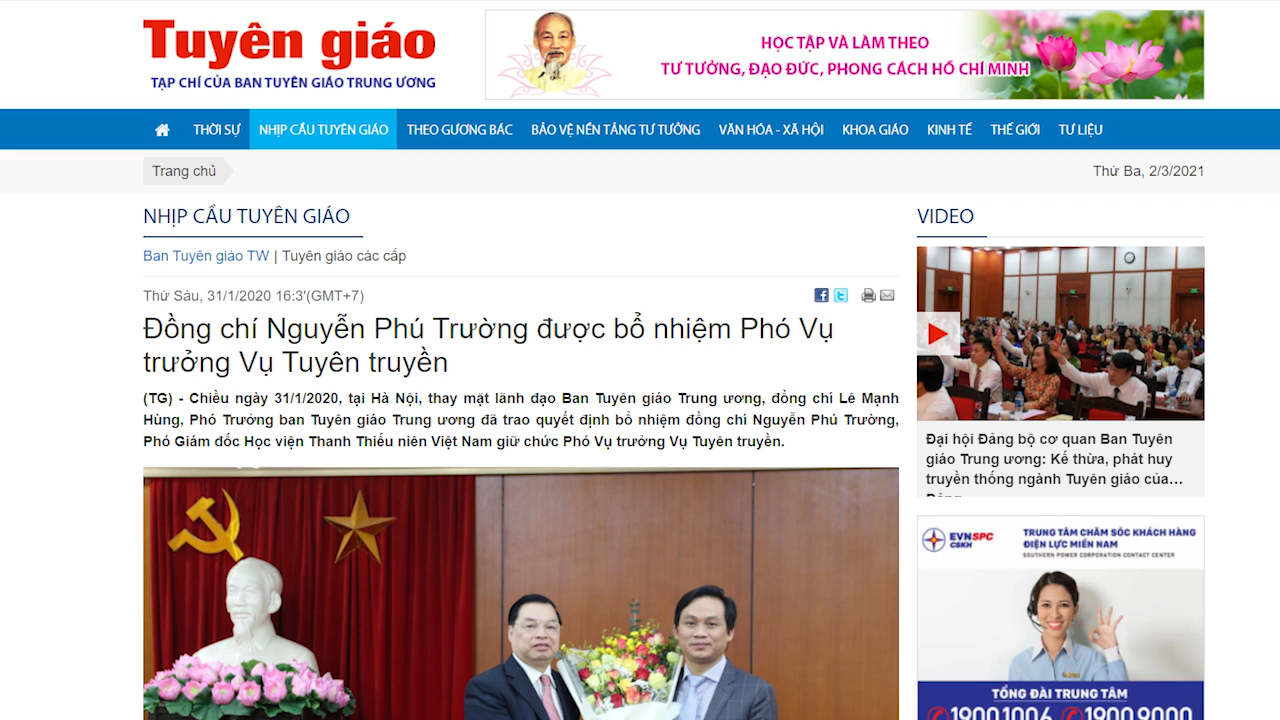 Tuyên giáo
TẠP CHÍ CỦA BAN TUYÊN GIÁO TRUNG ƯƠNG
HỌC TẬP VÀ LÀM THEO
TƯ TƯỞNG, ĐẠO ĐỨC, PHONG CÁCH HỒ CHÍ MINH
THỜI SỰ NHỊP CẦU TUYÊN GIÁO THEO GƯƠNG BÁC BẢO VỆ NỀN TẢNG TƯ TƯỞNG VĂN HÓA - XÃ HỘI KHOA GIÁO KINH TẾ THẾ GIỚI TƯ LIỆU
Trang chủ
Thứ Ba, 2/3/2021
NHỊP CẦU TUYÊN GIÁO
Ban Tuyên giáo TW | Tuyên giáo các cấp
Thứ Sáu, 31/1/2020 16:3'(GMT+7)
Đồng chí Nguyễn Phú Trường được bổ nhiệm Phó Vụ
trưởng Vụ Tuyên truyền
(TG) - Chiều ngày 31/1/2020, tại Hà Nội, thay mặt lãnh đạo Ban Tuyên giáo Trung ương, đồng chí Lê Mạnh
Hùng, Phó Trưởng ban Tuyên giáo Trung ương đã trao quyết định bổ nhiệm đồng chí Nguyễn Phú Trường,
Phó Giám đốc Học viện Thanh Thiếu niên Việt Nam giữ chức Phó Vụ trưởng Vụ Tuyên truyền.
VIDEO
Đại hội Đảng bộ cơ quan Ban Tuyên
giáo Trung ương: Kế thừa, phát huy
truyền thống ngành Tuyên giáo của...
Đảng
EVNSPC
CSKH
TRUNG TÂM CHĂM SÓC KHÁCH HÀNG
ĐIỆN LỰC MIỀN NAM
SOUTHERN POWER CORPORATION CONTACT CENTER
TỔNG ĐÀI TRUNG TÂM
19001006 19009000